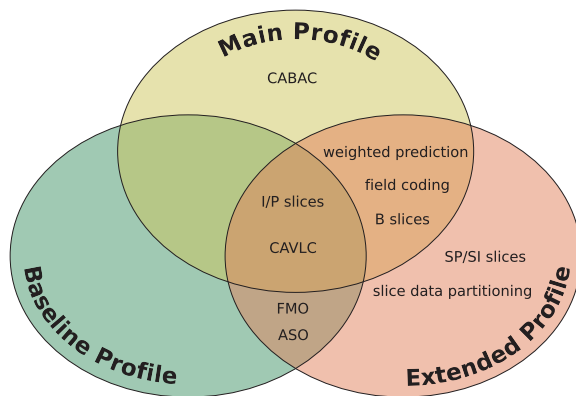 Main Profile
CABAC
weighted prediction
field coding
I/P slices
B slices
CAVLC
SP/SI slices
slice data partitioning
FMO
ASO
Baseline Profile
Extended Profile